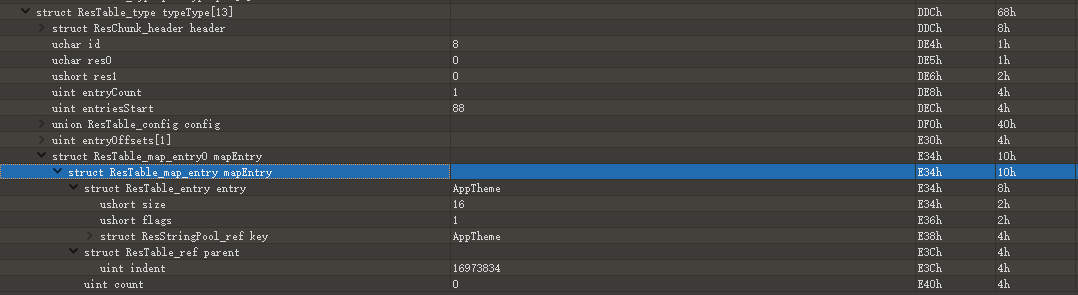 struct ResTable_type typeType[13] DDCh 68h
struct ResChunk_header header DDCh 8h
uchar id 8 DE4h 1h
uchar res0 0 DE5h 1h
ushort res1 0 DE6h 2h
uint entryCount 1 DE8h 4h
uint entriesStart 88 DECh 4h
union ResTable_config config DF0h 40h
uint entryOffsets[1] E30h 4h
struct ResTable_map_entry0 mapEntry E34h 10h
struct ResTable_map_entry mapEntry E34h 10h
struct ResTable_entry entry AppTheme E34h 8h
ushort size 16 E34h 2h
ushort flags 1 E36h 2h
struct ResStringPool_ref key AppTheme E38h 4h
struct ResTable_ref parent E3Ch 4h
uint indent 16973834 E3Ch 4h
uint count 0 E40h 4h